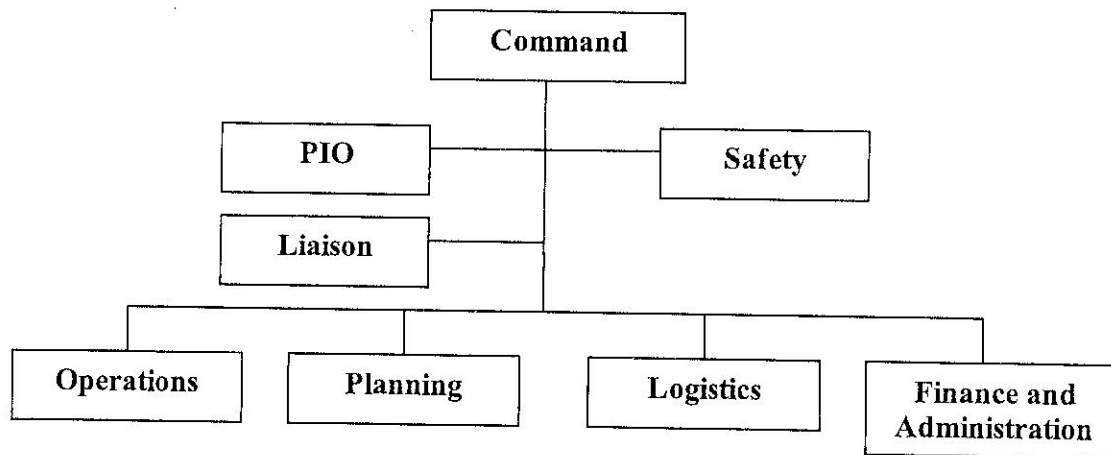 Command
PIO
Safety
Liaison
Operations
Planning
Logistics
Finance and
Administration